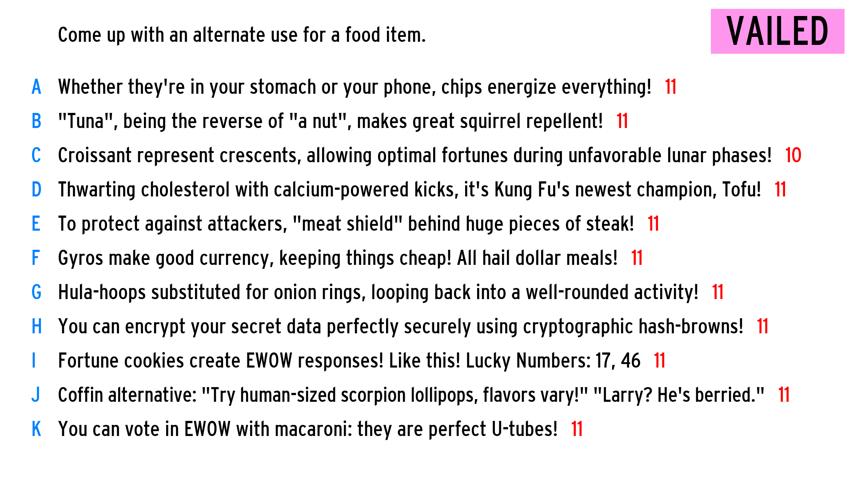 Come up with an alternate use for a food item.
VAILED
A Whether they're in your stomach or your phone, chips energize everything! 11
B "Tuna", being the reverse of "a nut", makes great squirrel repellent! 11
C Croissant represent crescents, allowing optimal fortunes during unfavorable lunar phases! 10
D Thwarting cholesterol with calcium-powered kicks, it's Kung Fu's newest champion, Tofu! 11
E To protect against attackers, "meat shield" behind huge pieces of steak! 11
F Gyros make good currency, keeping things cheap! All hail dollar meals! 11
G Hula-hoops substituted for onion rings, looping back into a well-rounded activity! 11
H You can encrypt your secret data perfectly securely using cryptographic hash-browns! 11
I Fortune cookies create EWOW responses! Like this! Lucky Numbers: 17, 46 11
J Coffin alternative: "Try human-sized scorpion lollipops, flavors vary!" "Larry? He's berried." 11
K You can vote in EWOW with macaroni: they are perfect U-tubes! 11